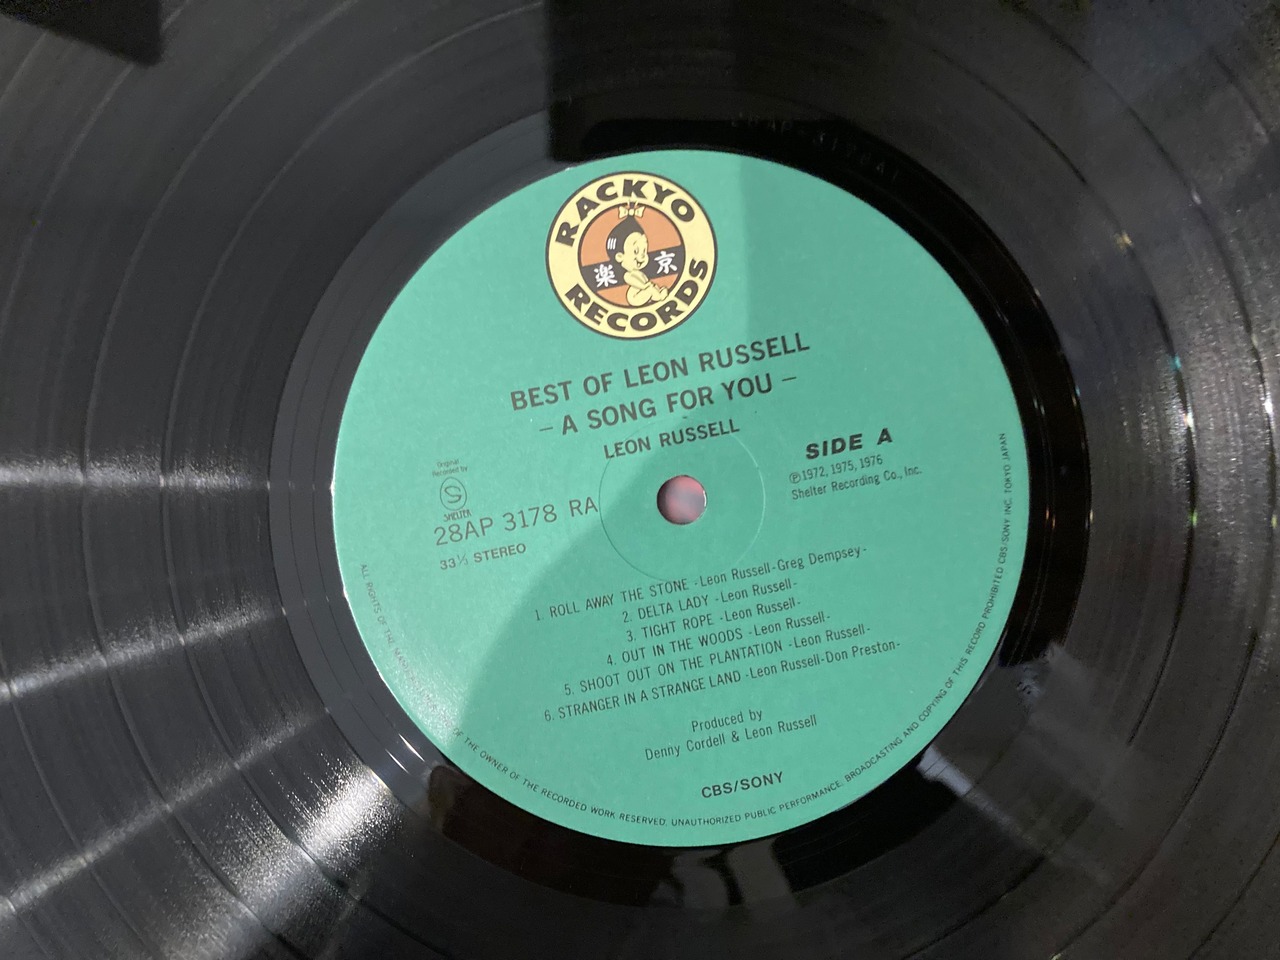 RACKYO
楽 京
RECORDS
BEST OF LEON RUSSELL
– A SONG FOR YOU –
LEON RUSSELL
Original
Recorded by
SHELTER
28AP 3178 RA
33⅓ STEREO
SIDE A
Ⓟ1972, 1975, 1976
Shelter Recording Co., Inc.
1. ROLL AWAY THE STONE -Leon Russell-Greg Dempsey-
2. DELTA LADY -Leon Russell-
3. TIGHT ROPE -Leon Russell-
4. OUT IN THE WOODS -Leon Russell-
5. SHOOT OUT ON THE PLANTATION -Leon Russell-
6. STRANGER IN A STRANGE LAND -Leon Russell-Don Preston-
Produced by
Denny Cordell & Leon Russell
CBS/SONY
ALL RIGHTS OF THE OF THE OWNER OF THE RECORDED WORK RESERVED. UNAUTHORIZED PUBLIC PERFORMANCE. BROADCASTING AND COPYING OF THIS RECORD PROHIBITED CBS/SONY INC. TOKYO JAPAN